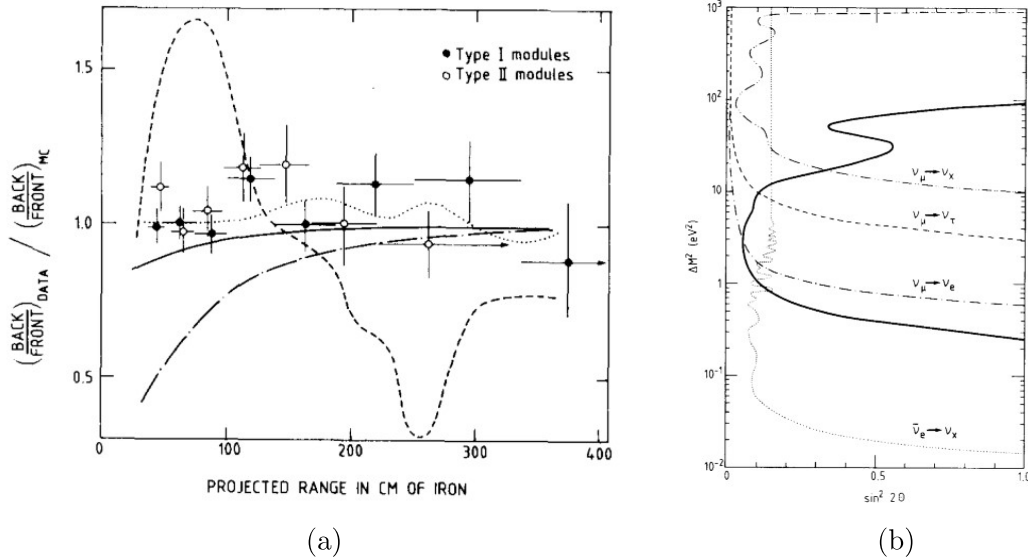 ● Type I modules
○ Type II modules
(BACK/FRONT)DATA / (BACK/FRONT)MC
1.5
1.0
0.5
0
100
200
300
400
PROJECTED RANGE IN CM OF IRON
(a)
ΔM² (eV²)
10³
10²
10
1
10⁻¹
10⁻²
νμ→νx
νμ→ντ
νμ→νe
ν̄e→νx
0.5
1.0
sin² 2Θ
(b)